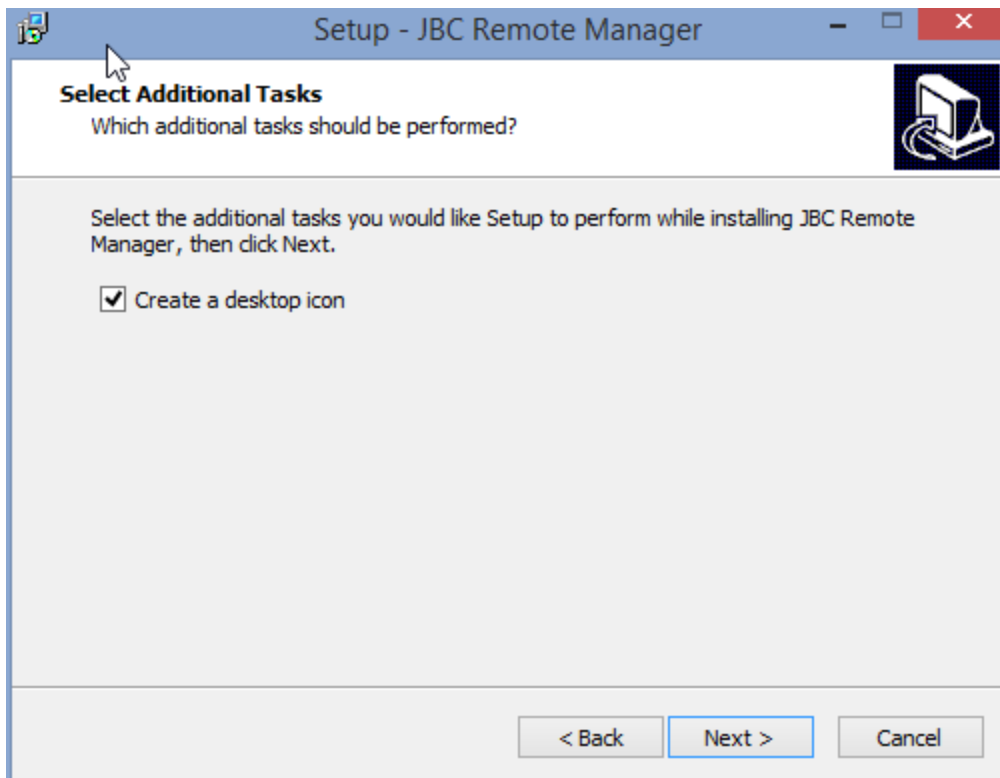 Setup - JBC Remote Manager
Select Additional Tasks
Which additional tasks should be performed?
Select the additional tasks you would like Setup to perform while installing JBC Remote
Manager, then click Next.
Create a desktop icon
< Back
Next >
Cancel